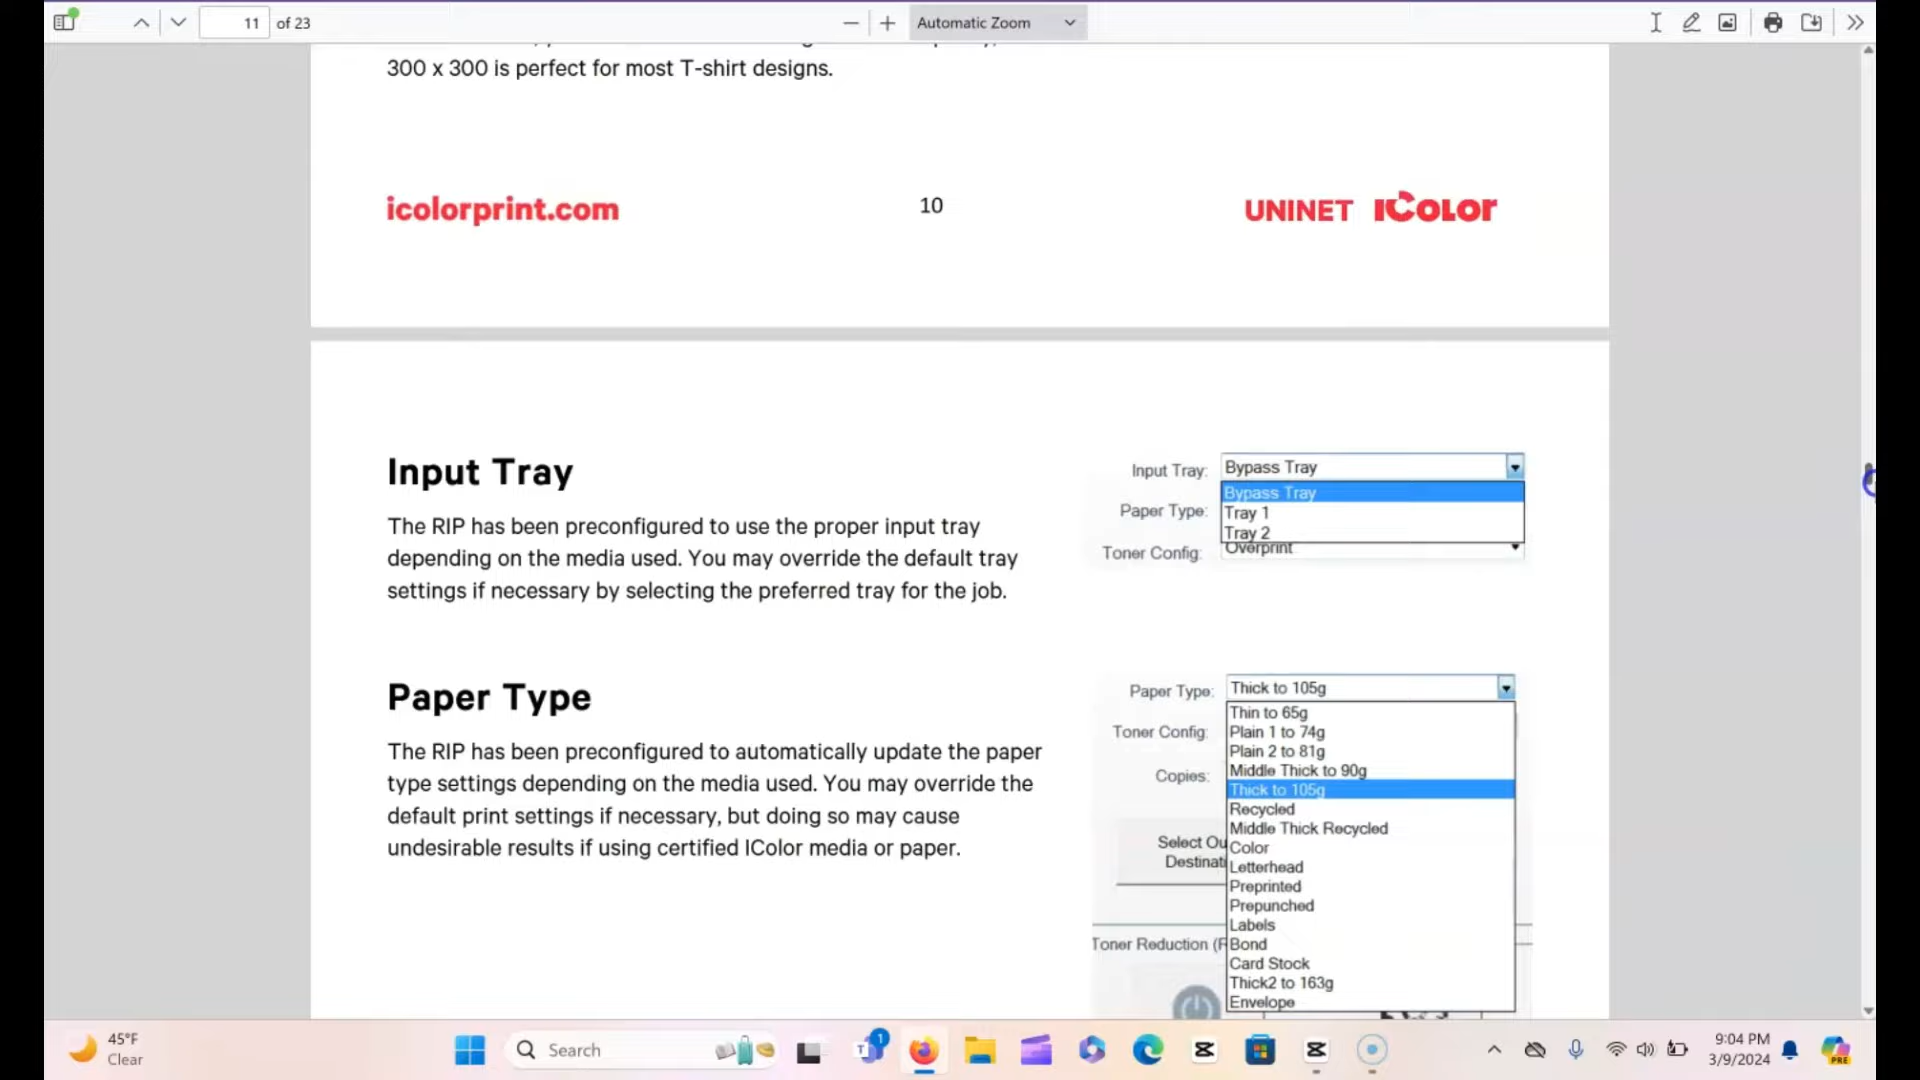 11 of 23
Automatic Zoom
300 x 300 is perfect for most T-shirt designs.
icolorprint.com
10
UNINET IColor
Input Tray
The RIP has been preconfigured to use the proper input tray
depending on the media used. You may override the default tray
settings if necessary by selecting the preferred tray for the job.
Input Tray: Bypass Tray
Bypass Tray
Paper Type:
Tray 1
Tray 2
Toner Config: Overprint
Paper Type
The RIP has been preconfigured to automatically update the paper
type settings depending on the media used. You may override the
default print settings if necessary, but doing so may cause
undesirable results if using certified IColor media or paper.
Paper Type: Thick to 105g
Thin to 65g
Toner Config: Plain 1 to 74g
Plain 2 to 81g
Copies: Middle Thick to 90g
Thick to 105g
Recycled
Middle Thick Recycled
Select Ou
Color
Destinati
Letterhead
Preprinted
Prepunched
Labels
Toner Reduction (R Bond
Card Stock
Thick2 to 163g
Envelope
45°F
Clear
Search
1
9:04 PM
3/9/2024
PRE